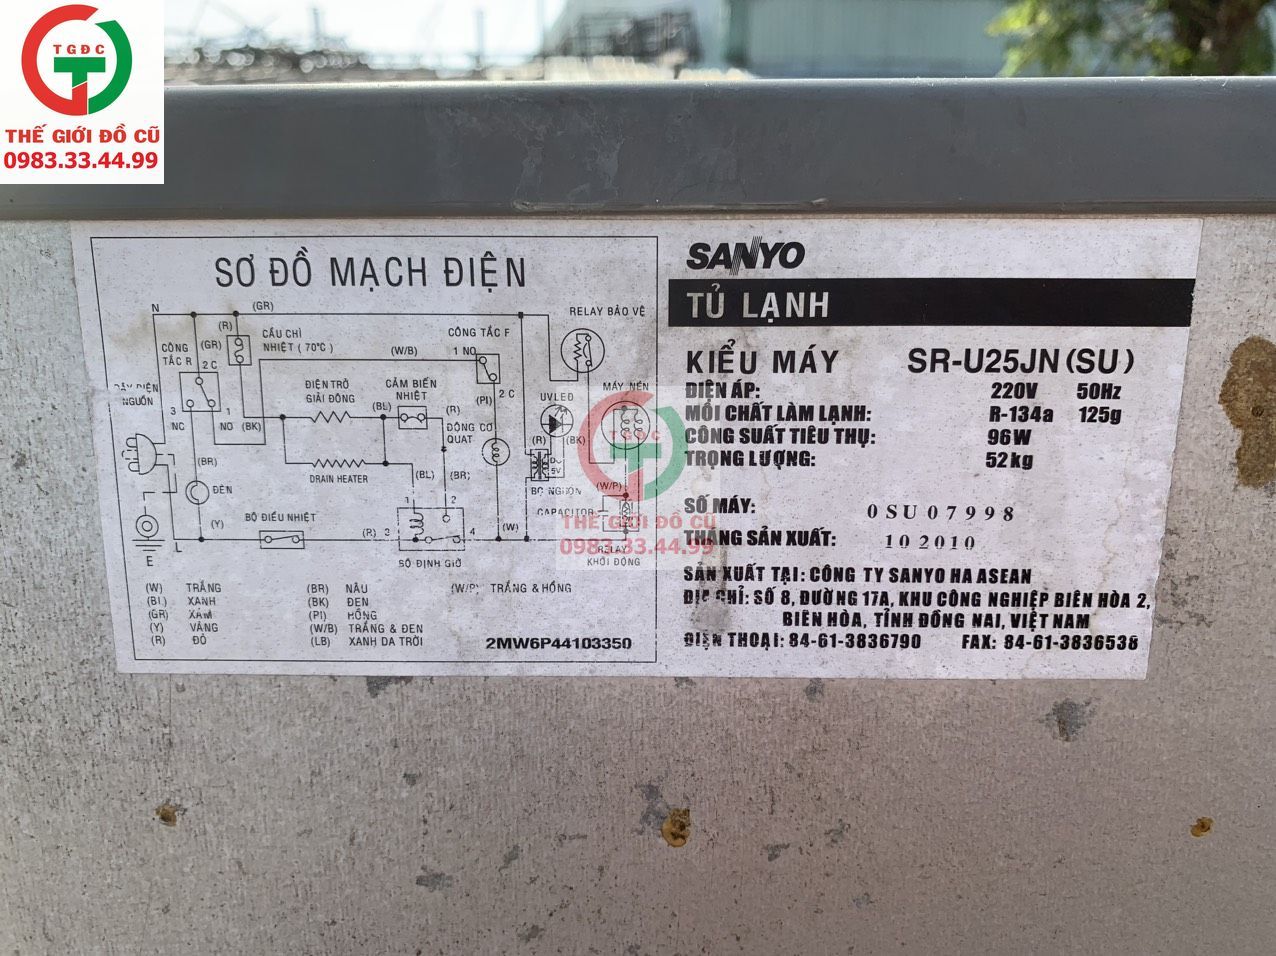 TGĐC
THẾ GIỚI ĐỒ CŨ
0983.33.44.99
SƠ ĐỒ MẠCH ĐIỆN
N
(GR)
(R)
(GR)
CẦU CHÌ
NHIỆT (70°C)
CÔNG
TẮC R
2 C
3
NC
1
NO
(BK)
DÂY ĐIỆN
NGUỒN
(W/B)
CÔNG TẮC F
1 NO
2 C
(PI)
RELAY BẢO VỆ
MÁY NÉN
ĐIỆN TRỞ
GIẢI ĐÔNG
(BL)
CẢM BIẾN
NHIỆT
(R)
ĐỘNG CƠ
QUẠT
UVLED
(R)
(BK)
DC
5V
BỘ NGUỒN
DRAIN HEATER
(BL)
(BR)
(BR)
ĐÈN
(Y)
BỘ ĐIỀU NHIỆT
(R)
3
1
2
4
SỐ ĐỊNH GIỜ
(W)
(W/P)
CAPACITOR
RELAY
KHỞI ĐỘNG
E
L
(W) TRẮNG
(BL) XANH
(GR) XÁM
(Y) VÀNG
(R) ĐỎ
(BR) NÂU
(BK) ĐEN
(PI) HỒNG
(W/B) TRẮNG & ĐEN
(LB) XANH DA TRỜI
(W/P) TRẮNG & HỒNG
2MW6P44103350
SANYO
TỦ LẠNH
KIỂU MÁY SR-U25JN(SU)
ĐIỆN ÁP: 220V 50Hz
MÔI CHẤT LÀM LẠNH: R-134a 125g
CÔNG SUẤT TIÊU THỤ: 96W
TRỌNG LƯỢNG: 52kg
SỐ MÁY: 0SU07998
THÁNG SẢN XUẤT: 102010
SẢN XUẤT TẠI: CÔNG TY SANYO HA ASEAN
ĐỊA CHỈ: SỐ 8, ĐƯỜNG 17A, KHU CÔNG NGHIỆP BIÊN HÒA 2,
BIÊN HÒA, TỈNH ĐỒNG NAI, VIỆT NAM
ĐIỆN THOẠI: 84-61-3836790 FAX: 84-61-3836538
TGĐC
THẾ GIỚI ĐỒ CŨ
0983.33.44.99